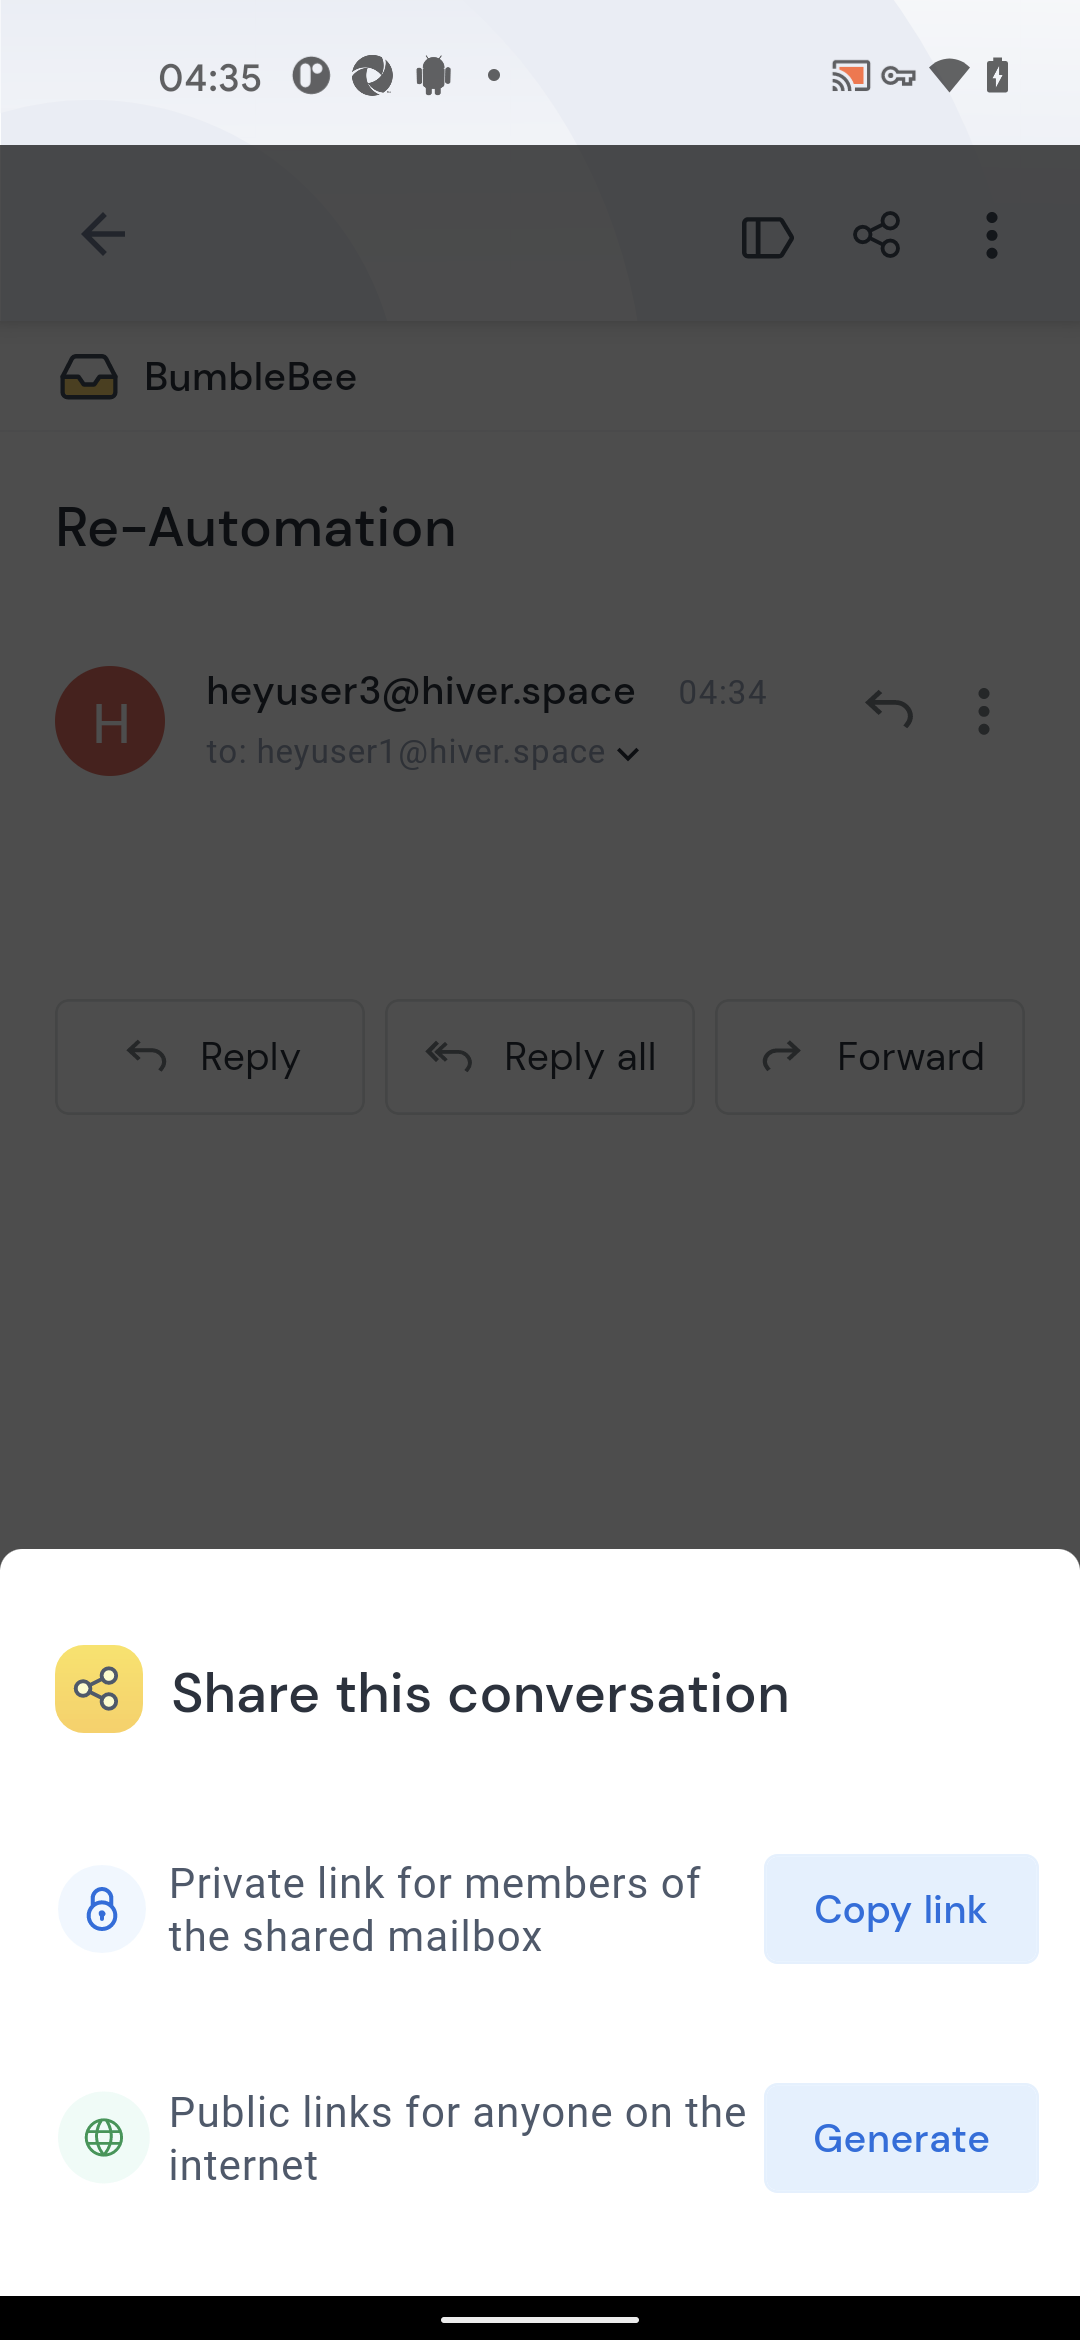 04:35
BumbleBee
Re-Automation
H
heyuser3@hiver.space 04:34
to: heyuser1@hiver.space
Reply Reply all Forward
Share this conversation
Private link for members of
the shared mailbox
Copy link
Public links for anyone on the
internet
Generate